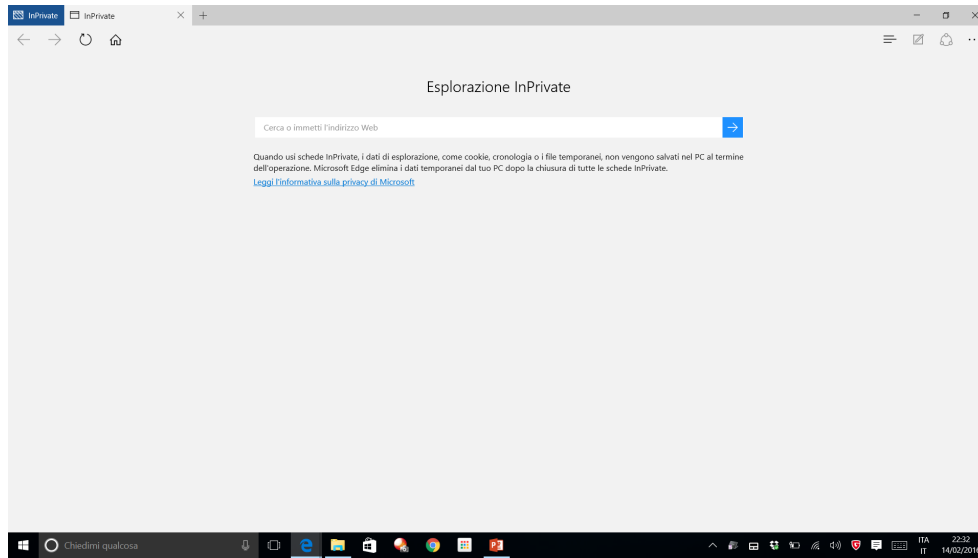 InPrivate
InPrivate
Esplorazione InPrivate
Cerca o immetti l'indirizzo Web
Quando usi schede InPrivate, i dati di esplorazione, come cookie, cronologia o i file temporanei, non vengono salvati nel PC al termine
dell'operazione. Microsoft Edge elimina i dati temporanei dal tuo PC dopo la chiusura di tutte le schede InPrivate.
Leggi l'informativa sulla privacy di Microsoft
Chiedimi qualcosa
ITA
IT
22:32